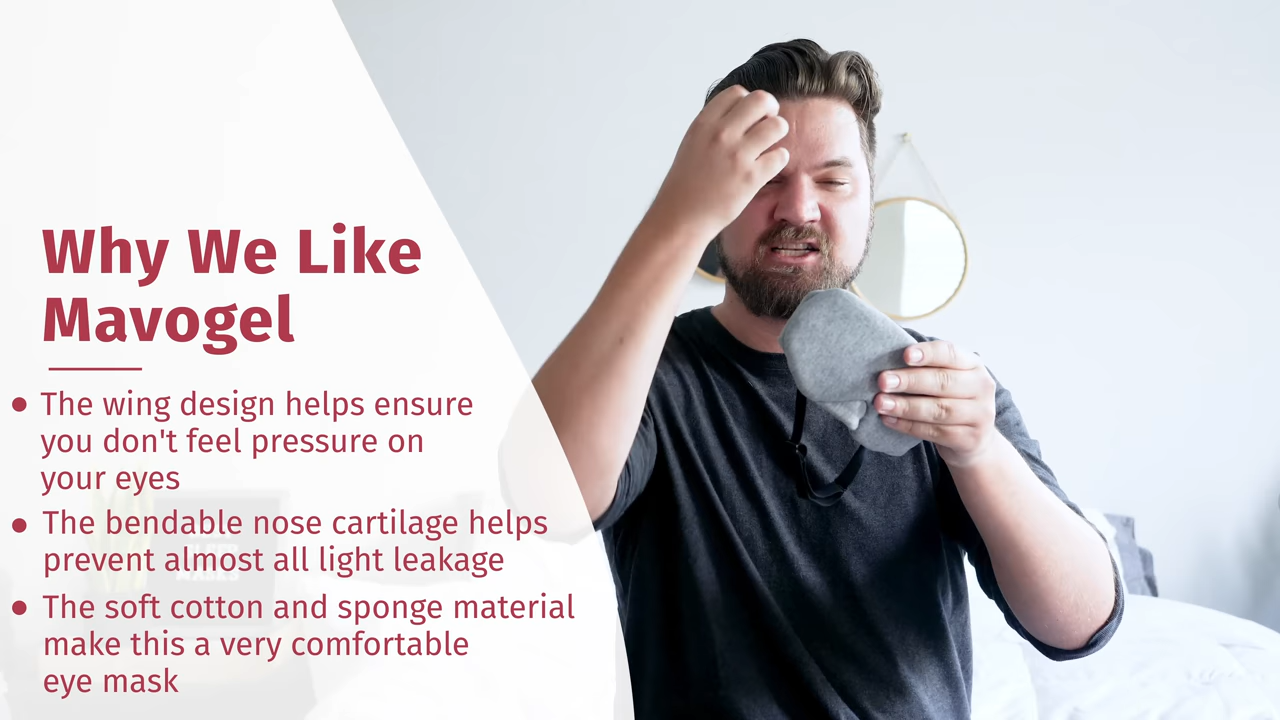 Why We Like
Mavogel
● The wing design helps ensure
you don't feel pressure on
your eyes
● The bendable nose cartilage helps
prevent almost all light leakage
● The soft cotton and sponge material
make this a very comfortable
eye mask